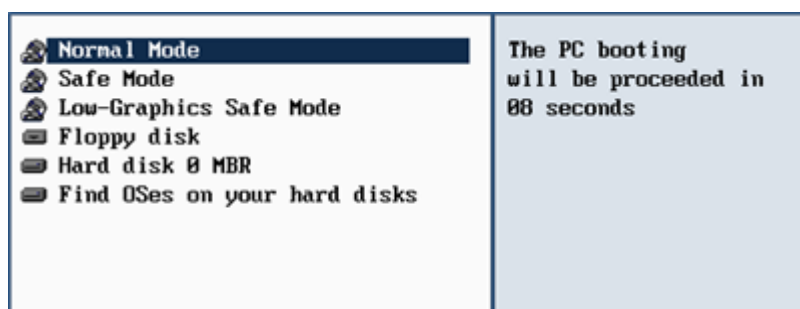 Normal Mode
Safe Mode
Low-Graphics Safe Mode
Floppy disk
Hard disk 0 MBR
Find OSes on your hard disks
The PC booting
will be proceeded in
08 seconds